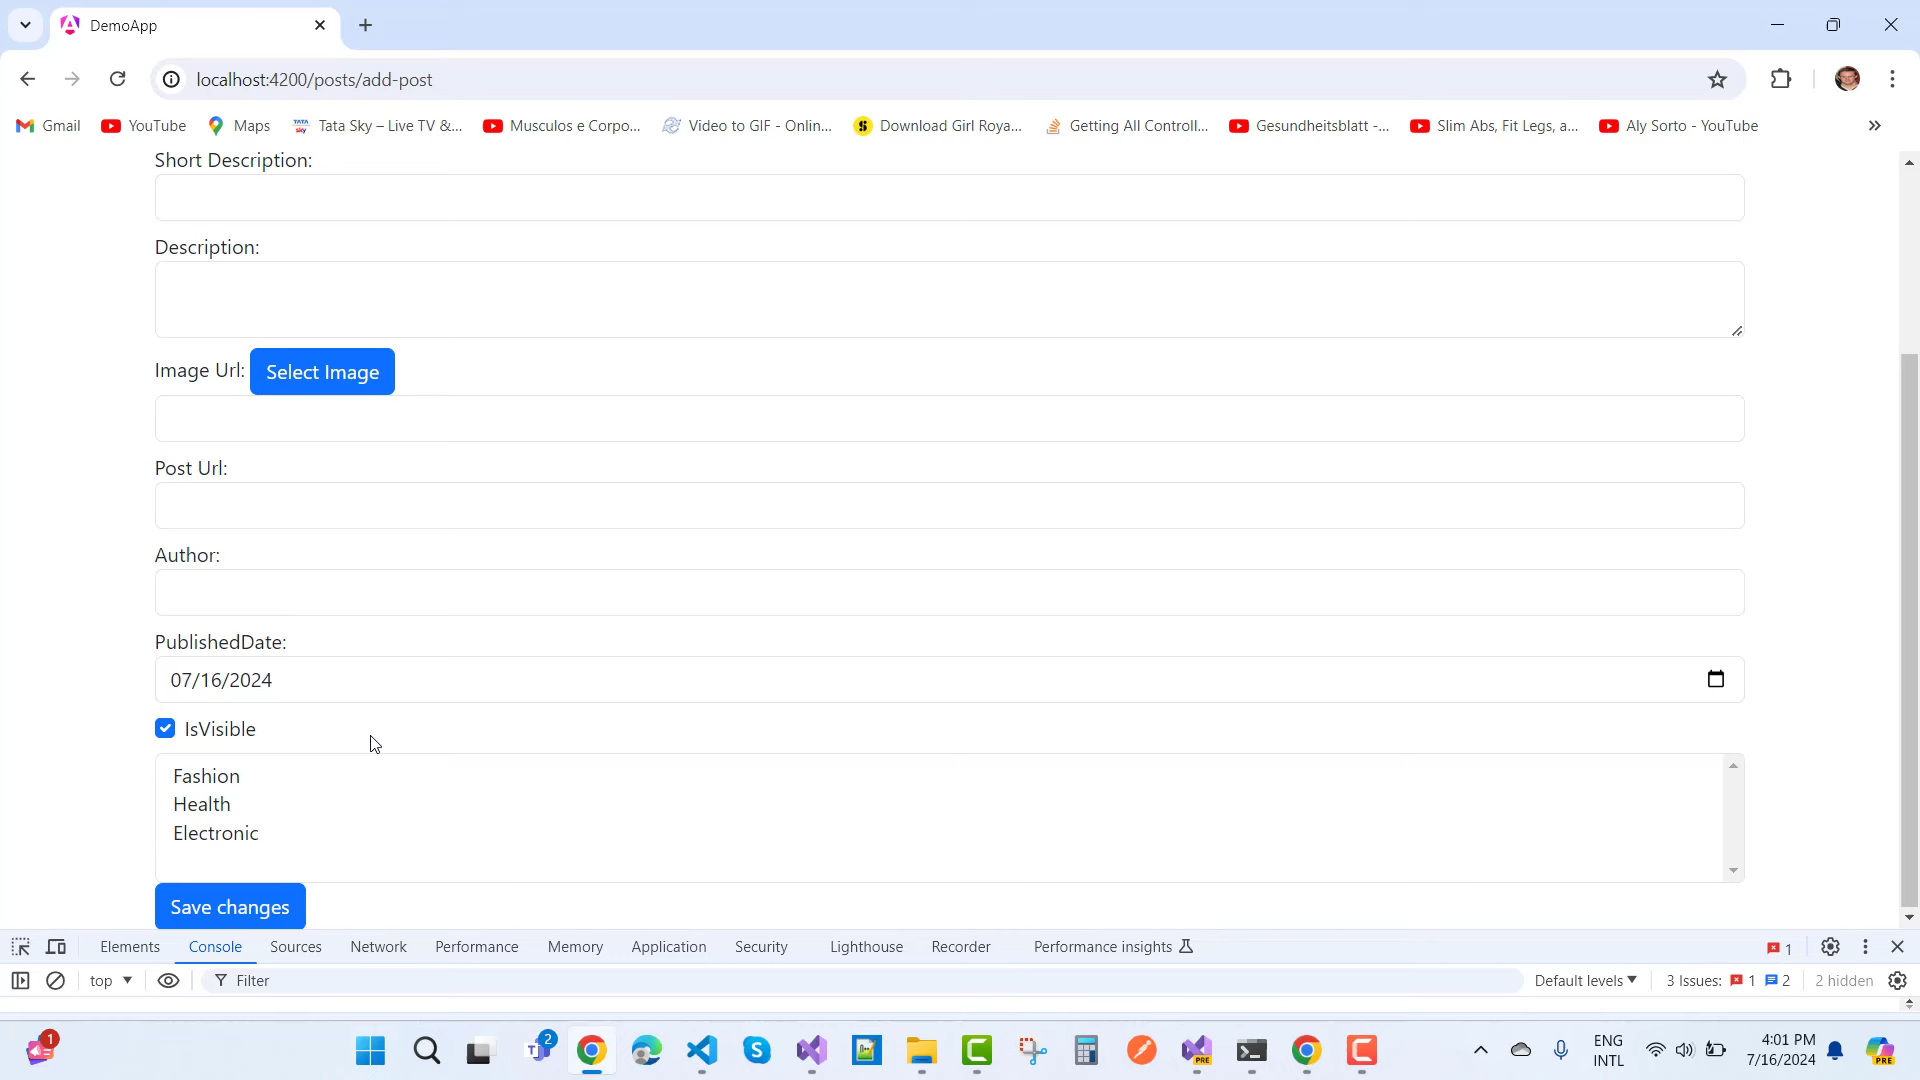 DemoApp
localhost:4200/posts/add-post
Gmail YouTube Maps Tata Sky – Live TV &... Musculos e Corpo... Video to GIF - Onlin... Download Girl Roya... Getting All Controll... Gesundheitsblatt -... Slim Abs, Fit Legs, a... Aly Sorto - YouTube
Short Description:
Description:
Image Url: Select Image
Post Url:
Author:
PublishedDate:
07/16/2024
IsVisible
Fashion
Health
Electronic
Save changes
Elements Console Sources Network Performance Memory Application Security Lighthouse Recorder Performance insights 1
top Filter Default levels 3 Issues: 1 2 2 hidden
1 2 PRE ENG 4:01 PM
INTL 7/16/2024 PRE